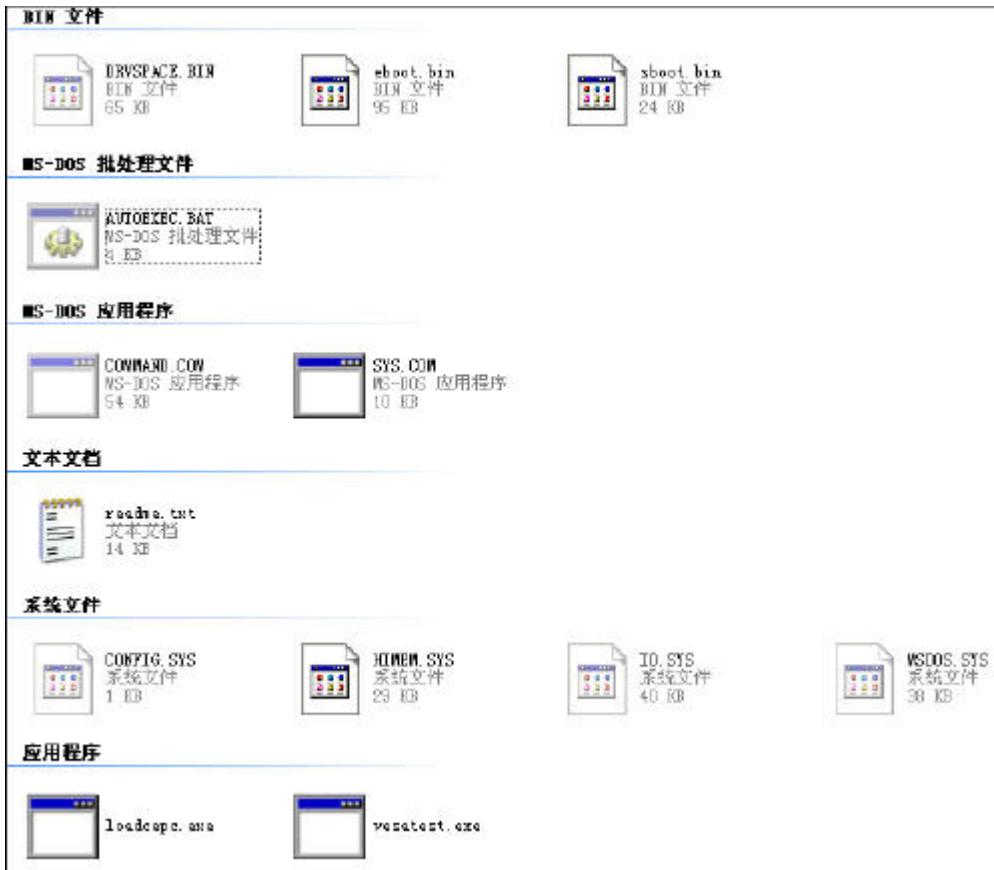 BIN 文件
DRVSPACE.BIN
BIN 文件
65 KB
eboot.bin
BIN 文件
95 KB
sboot.bin
BIN 文件
24 KB
MS-DOS 批处理文件
AUTOEXEC.BAT
MS-DOS 批处理文件
4 KB
MS-DOS 应用程序
COMMAND.COM
MS-DOS 应用程序
54 KB
SYS.COM
MS-DOS 应用程序
10 KB
文本文档
readme.txt
文本文档
14 KB
系统文件
CONFIG.SYS
系统文件
1 KB
HIMEM.SYS
系统文件
29 KB
IO.SYS
系统文件
40 KB
MSDOS.SYS
系统文件
38 KB
应用程序
loadcepc.exe
vesatest.exe